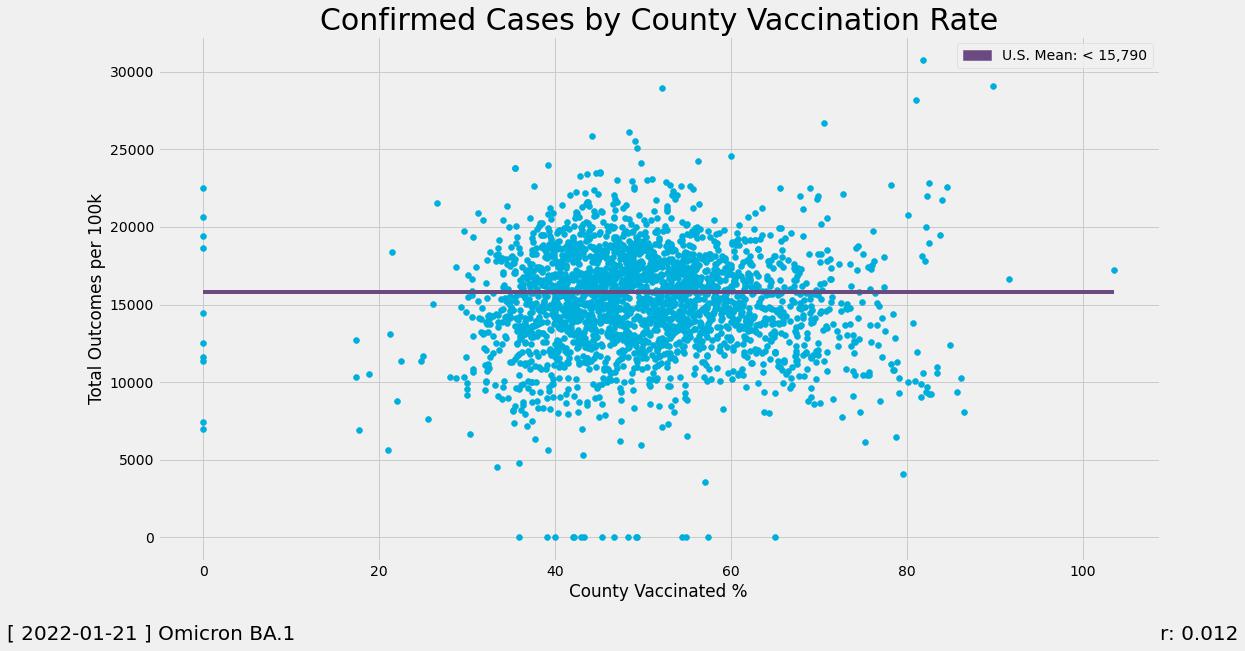 Confirmed Cases by County Vaccination Rate
U.S. Mean: < 15,790
Total Outcomes per 100k
30000
25000
20000
15000
10000
5000
0
0 20 40 60 80 100
County Vaccinated %
[ 2022-01-21 ] Omicron BA.1
r: 0.012